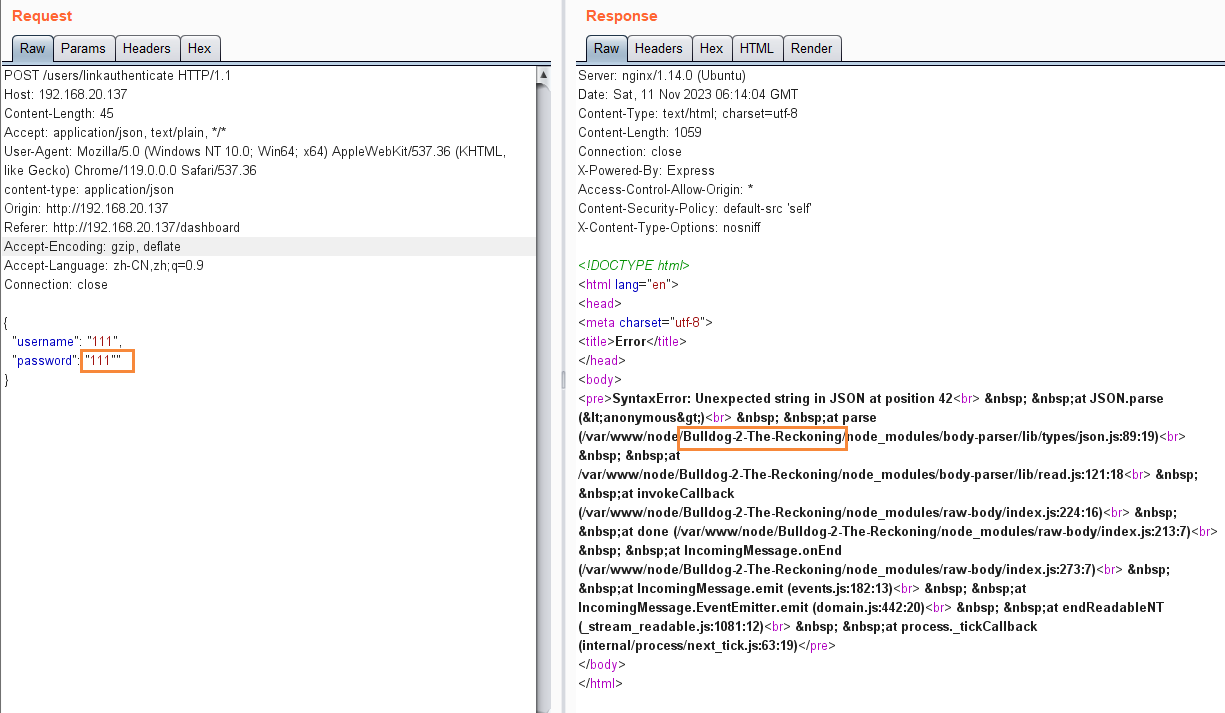 Request
Raw Params Headers Hex
POST /users/linkauthenticate HTTP/1.1
Host: 192.168.20.137
Content-Length: 45
Accept: application/json, text/plain, */*
User-Agent: Mozilla/5.0 (Windows NT 10.0; Win64; x64) AppleWebKit/537.36 (KHTML,
like Gecko) Chrome/119.0.0.0 Safari/537.36
content-type: application/json
Origin: http://192.168.20.137
Referer: http://192.168.20.137/dashboard
Accept-Encoding: gzip, deflate
Accept-Language: zh-CN,zh;q=0.9
Connection: close
{
"username": "111",
"password": "111""
}
Response
Raw Headers Hex HTML Render
Server: nginx/1.14.0 (Ubuntu)
Date: Sat, 11 Nov 2023 06:14:04 GMT
Content-Type: text/html; charset=utf-8
Content-Length: 1059
Connection: close
X-Powered-By: Express
Access-Control-Allow-Origin: *
Content-Security-Policy: default-src 'self'
X-Content-Type-Options: nosniff
<!DOCTYPE html>
<html lang="en">
<head>
<meta charset="utf-8">
<title>Error</title>
</head>
<body>
<pre>SyntaxError: Unexpected string in JSON at position 42<br> &nbsp; &nbsp;at JSON.parse
(&lt;anonymous&gt;)<br> &nbsp; &nbsp;at parse
(/var/www/node/Bulldog-2-The-Reckoning/node_modules/body-parser/lib/types/json.js:89:19)<br>
&nbsp; &nbsp;at
/var/www/node/Bulldog-2-The-Reckoning/node_modules/body-parser/lib/read.js:121:18<br> &nbsp;
&nbsp;at invokeCallback
(/var/www/node/Bulldog-2-The-Reckoning/node_modules/raw-body/index.js:224:16)<br> &nbsp;
&nbsp;at done (/var/www/node/Bulldog-2-The-Reckoning/node_modules/raw-body/index.js:213:7)<br>
&nbsp; &nbsp;at IncomingMessage.onEnd
(/var/www/node/Bulldog-2-The-Reckoning/node_modules/raw-body/index.js:273:7)<br> &nbsp;
&nbsp;at IncomingMessage.emit (events.js:182:13)<br> &nbsp; &nbsp;at
IncomingMessage.EventEmitter.emit (domain.js:442:20)<br> &nbsp; &nbsp;at endReadableNT
(_stream_readable.js:1081:12)<br> &nbsp; &nbsp;at process._tickCallback
(internal/process/next_tick.js:63:19)</pre>
</body>
</html>